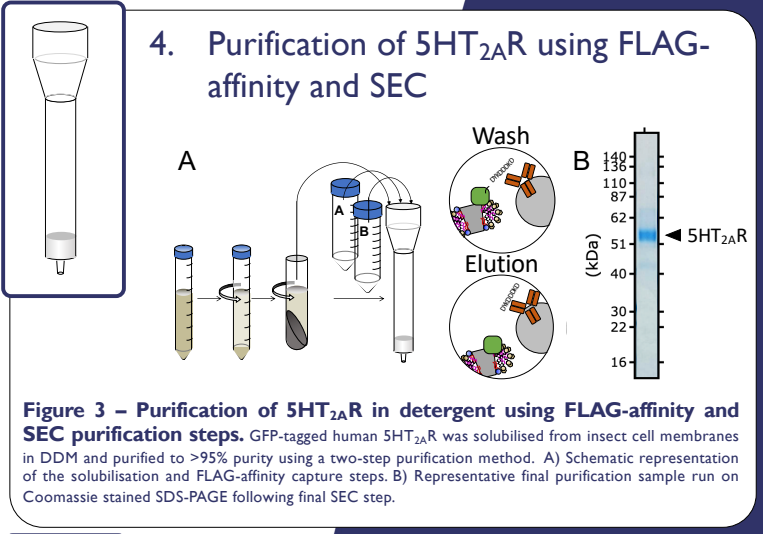 4. Purification of 5HT2AR using FLAG-
affinity and SEC
A
Wash
DYKDDDKD
A
B
Elution
DYKDDDKD
B
140
136
110
87
62
51
40
30
22
16
(kDa)
5HT2AR
Figure 3 – Purification of 5HT2AR in detergent using FLAG-affinity and
SEC purification steps. GFP-tagged human 5HT2AR was solubilised from insect cell membranes
in DDM and purified to >95% purity using a two-step purification method. A) Schematic representation
of the solubilisation and FLAG-affinity capture steps. B) Representative final purification sample run on
Coomassie stained SDS-PAGE following final SEC step.